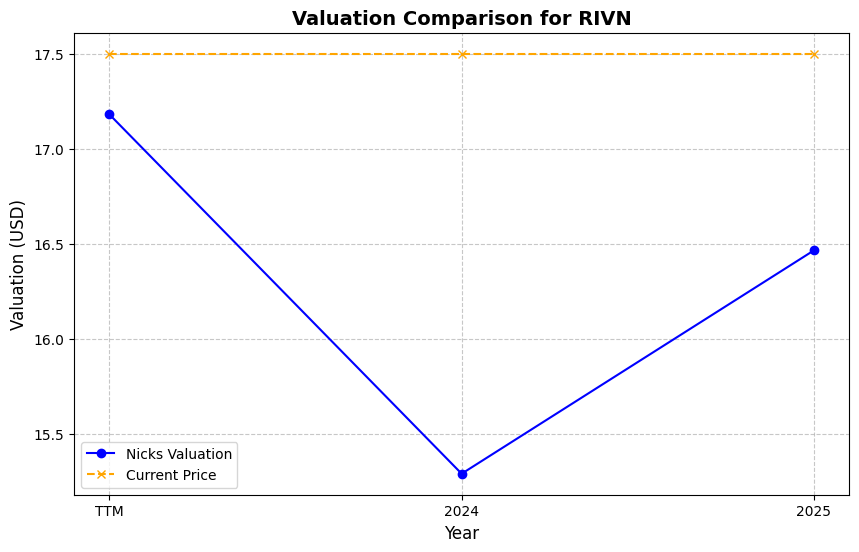 Valuation Comparison for RIVN
17.5
17.0
16.5
16.0
15.5
Valuation (USD)
Nicks Valuation
Current Price
TTM
2024
2025
Year